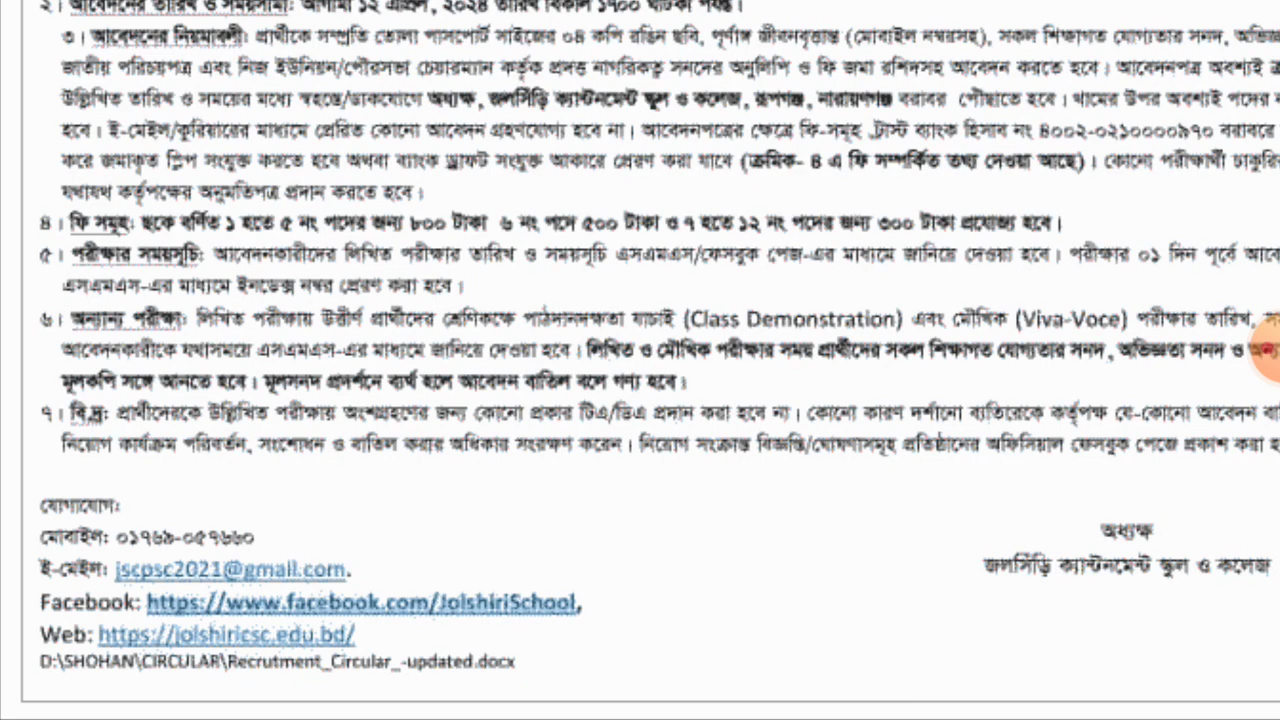 ২। আবেদনের তারিখ ও সময়সীমা: আগামী ১২ এপ্রিল, ২০২৪ তারিখ বিকাল ১৭০০ ঘটিকা পর্যন্ত।
৩। আবেদনের নিয়মাবলী: প্রার্থীকে সম্প্রতি তোলা পাসপোর্ট সাইজের ০৪ কপি রঙিন ছবি, পূর্ণাঙ্গ জীবনবৃত্তান্ত (মোবাইল নম্বরসহ), সকল শিক্ষাগত যোগ্যতার সনদ,
জাতীয় পরিচয়পত্র এবং নিজ ইউনিয়ন/পৌরসভা চেয়ারম্যান কর্তৃক প্রদত্ত নাগরিকত্ব সনদের অনুলিপি ও ফি জমা রশিদসহ আবেদন করতে হবে। আবেদনপত্র অবশ্যই
উল্লিখিত তারিখ ও সময়ের মধ্যে স্বহস্তে/ডাকযোগে অধ্যক্ষ, জলসিঁড়ি ক্যান্টনমেন্ট স্কুল ও কলেজ, রূপগঞ্জ, নারায়ণগঞ্জ বরাবর পৌছাতে হবে। খামের উপর অবশ্যই পদের
হবে। ই-মেইল/কুরিয়ারের মাধ্যমে প্রেরিত কোনো আবেদন গ্রহণযোগ্য হবে না। আবেদনপত্রের ক্ষেত্রে ফি-সমূহ ট্রাস্ট ব্যাংক হিসাব নং ৪০০২-০২১০০০০৯৭০ বরাবরে
করে জমাকৃত স্লিপ সংযুক্ত করতে হবে অথবা ব্যাংক ড্রাফট সংযুক্ত আকারে প্রেরণ করা যাবে (ক্রমিক- ৪ এ ফি সম্পর্কিত তথ্য দেওয়া আছে)। কোনো পরীক্ষার্থী
যথাযথ কর্তৃপক্ষের অনুমতিপত্র প্রদান করতে হবে।
৪। ফি সমূহ: ছকে বর্ণিত ১ হতে ৫ নং পদের জন্য ৮০০ টাকা ৬ নং পদে ৫০০ টাকা ও ৭ হতে ১২ নং পদের জন্য ৩০০ টাকা প্রযোজ্য হবে।
৫। পরীক্ষার সময়সূচি: আবেদনকারীদের লিখিত পরীক্ষার তারিখ ও সময়সূচি এসএমএস/ফেসবুক পেজ-এর মাধ্যমে জানিয়ে দেওয়া হবে। পরীক্ষার ০১ দিন পূর্বে
এসএমএস-এর মাধ্যমে ইনডেক্স নম্বর প্রেরণ করা হবে।
৬। অন্যান্য পরীক্ষা: লিখিত পরীক্ষায় উত্তীর্ণ প্রার্থীদের শ্রেণিকক্ষে পাঠদানদক্ষতা যাচাই (Class Demonstration) এবং মৌখিক (Viva-Voce) পরীক্ষার তারিখ,
আবেদনকারীকে যথাসময়ে এসএমএস-এর মাধ্যমে জানিয়ে দেওয়া হবে। লিখিত ও মৌখিক পরীক্ষার সময় প্রার্থীদের সকল শিক্ষাগত যোগ্যতার সনদ, অভিজ্ঞতা সনদ ও
মূলকপি সঙ্গে আনতে হবে। মূলসনদ প্রদর্শনে ব্যর্থ হলে আবেদন বাতিল বলে গণ্য হবে।
৭। বি.দ্র: প্রার্থীদেরকে উল্লিখিত পরীক্ষায় অংশগ্রহণের জন্য কোনো প্রকার টিএ/ডিএ প্রদান করা হবে না। কোনো কারণ দর্শানো ব্যতিরেকে কর্তৃপক্ষ যে-কোনো আবেদন
নিয়োগ কার্যক্রম পরিবর্তন, সংশোধন ও বাতিল করার অধিকার সংরক্ষণ করেন। নিয়োগ সংক্রান্ত বিজ্ঞপ্তি/ঘোষণাসমূহ প্রতিষ্ঠানের অফিসিয়াল ফেসবুক পেজে প্রকাশ করা
যোগাযোগ:
মোবাইল: ০১৭৬৯-০৫৭৬৬০
ই-মেইল: jscpsc2021@gmail.com.
Facebook: https://www.facebook.com/JolshiriSchool,
Web: https://jolshiricsc.edu.bd/
D:\SHOHAN\CIRCULAR\Recrutment_Circular_-updated.docx
অধ্যক্ষ
জলসিঁড়ি ক্যান্টনমেন্ট স্কুল ও কলেজ